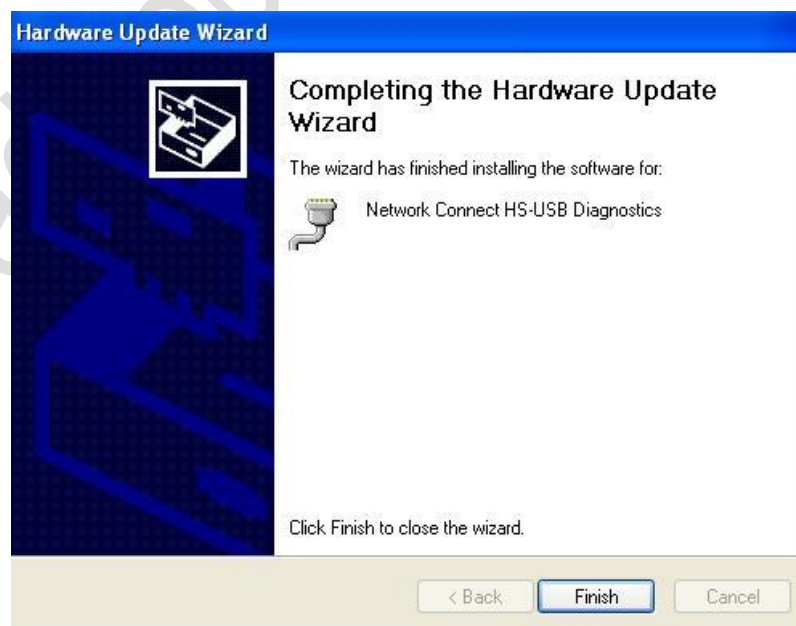 Hardware Update Wizard
Completing the Hardware Update
Wizard
The wizard has finished installing the software for:
Network Connect HS-USB Diagnostics
Click Finish to close the wizard.
< Back
Finish
Cancel